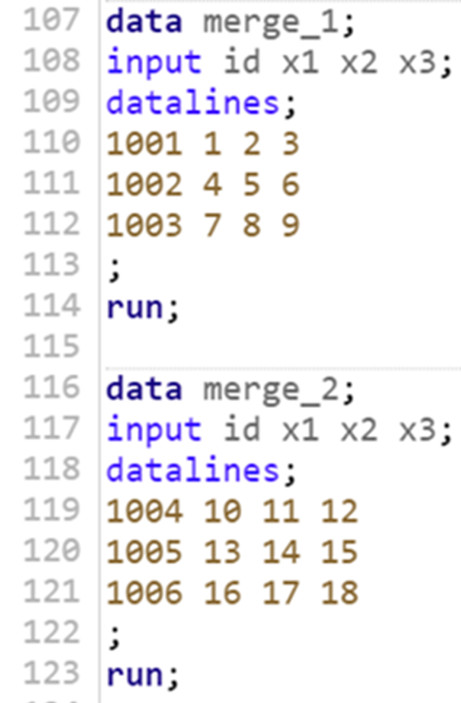 107 data merge_1;
108 input id x1 x2 x3;
109 datalines;
110 1001 1 2 3
111 1002 4 5 6
112 1003 7 8 9
113 ;
114 run;
115
116 data merge_2;
117 input id x1 x2 x3;
118 datalines;
119 1004 10 11 12
120 1005 13 14 15
121 1006 16 17 18
122 ;
123 run;